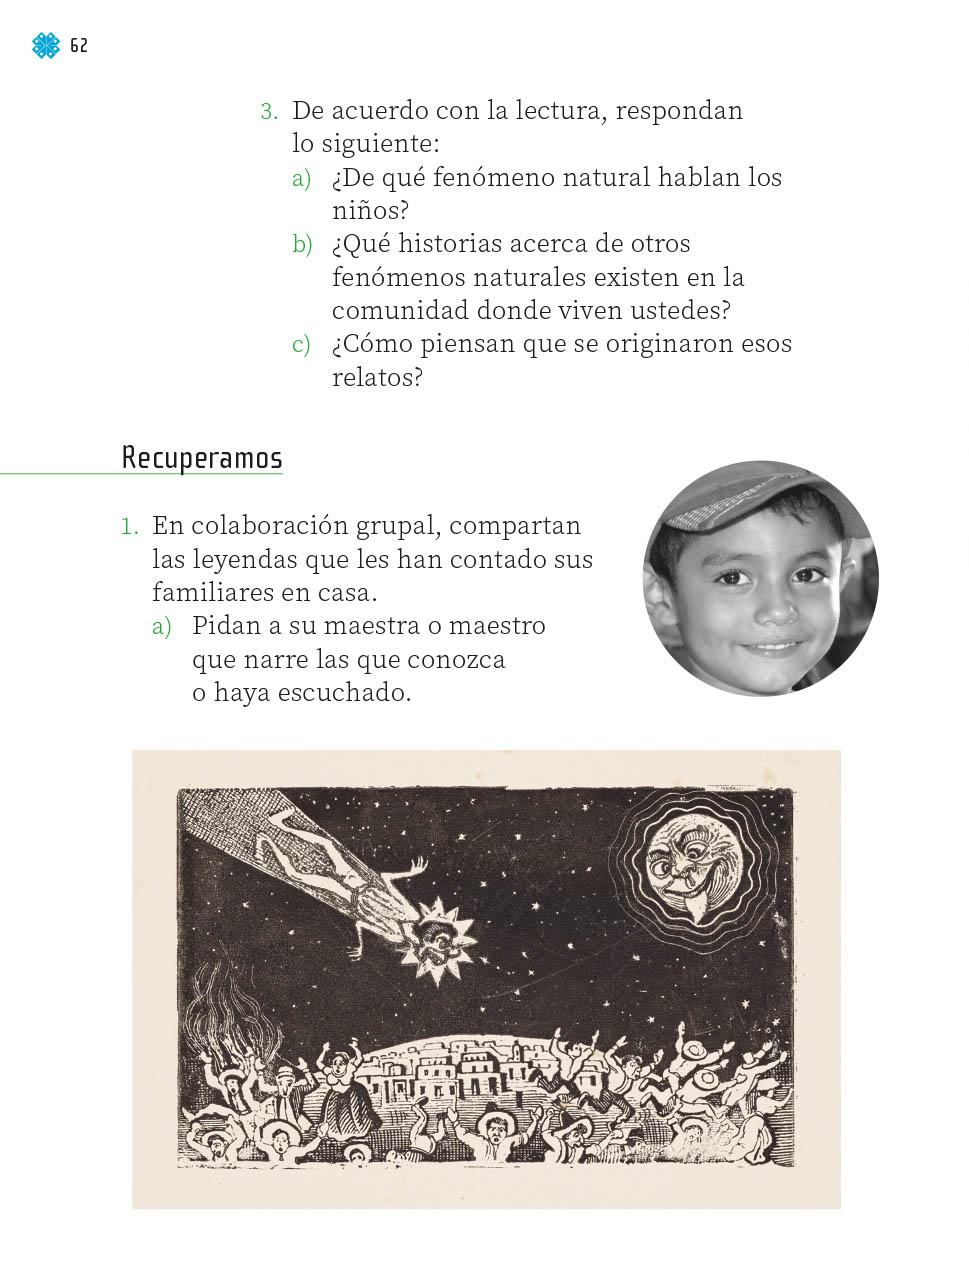 62
3. De acuerdo con la lectura, respondan
lo siguiente:
a) ¿De qué fenómeno natural hablan los
niños?
b) ¿Qué historias acerca de otros
fenómenos naturales existen en la
comunidad donde viven ustedes?
c) ¿Cómo piensan que se originaron esos
relatos?
Recuperamos
1. En colaboración grupal, compartan
las leyendas que les han contado sus
familiares en casa.
a) Pidan a su maestra o maestro
que narre las que conozca
o haya escuchado.